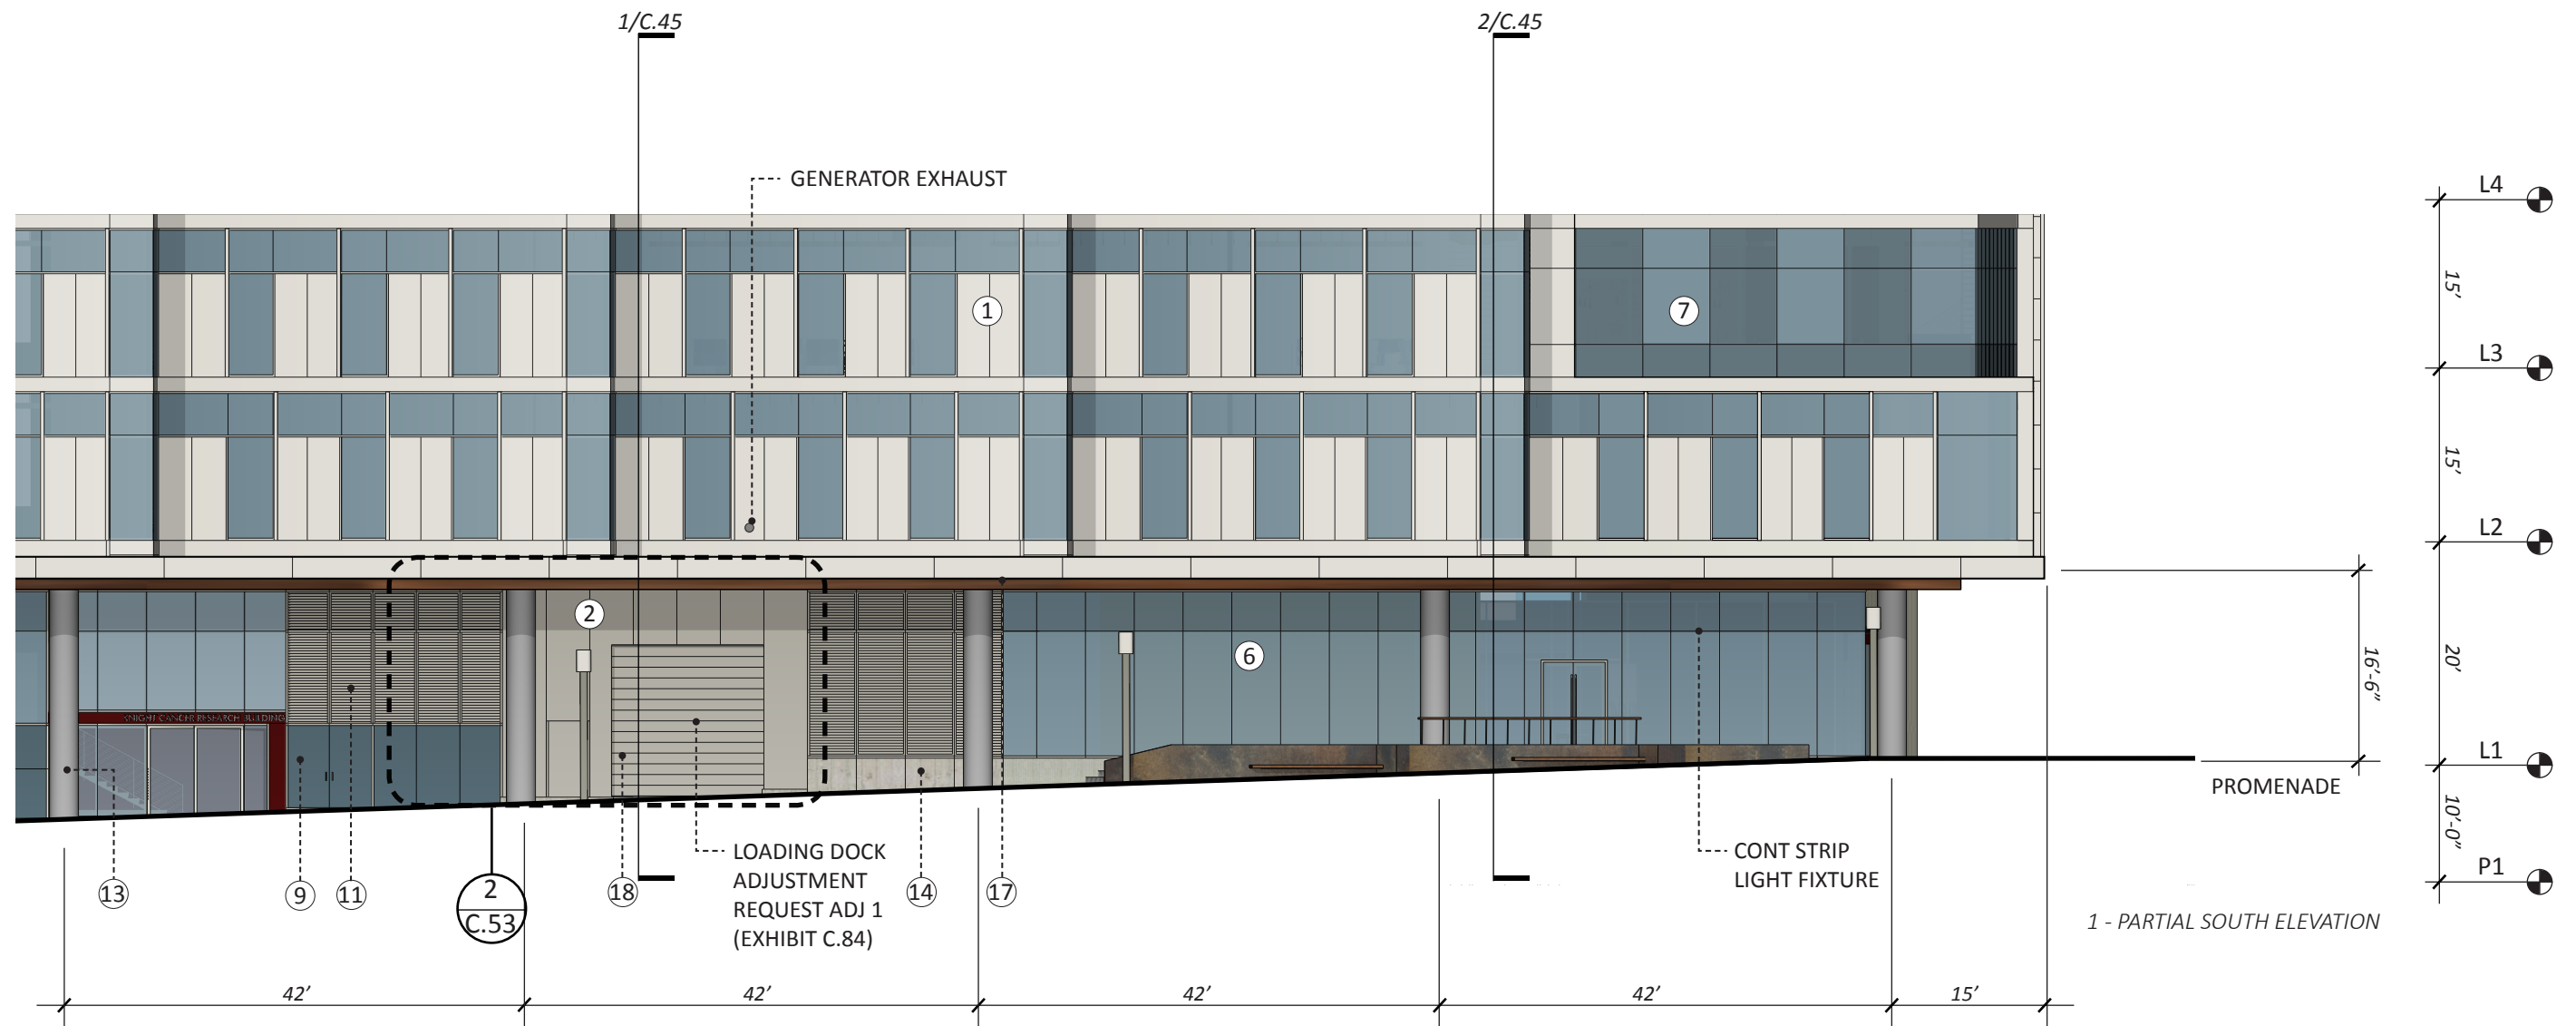 1/C.45
2/C.45
GENERATOR EXHAUST
L4
15'
1
7
L3
15'
L2
2
6
16'-6"
20'
KNIGHT CANCER RESEARCH BUILDING
L1
PROMENADE
10'-0"
P1
LOADING DOCK
ADJUSTMENT
REQUEST ADJ 1
(EXHIBIT C.84)
CONT STRIP
LIGHT FIXTURE
13
9
11
2
C.53
18
14
17
1 - PARTIAL SOUTH ELEVATION
42'
42'
42'
42'
15'